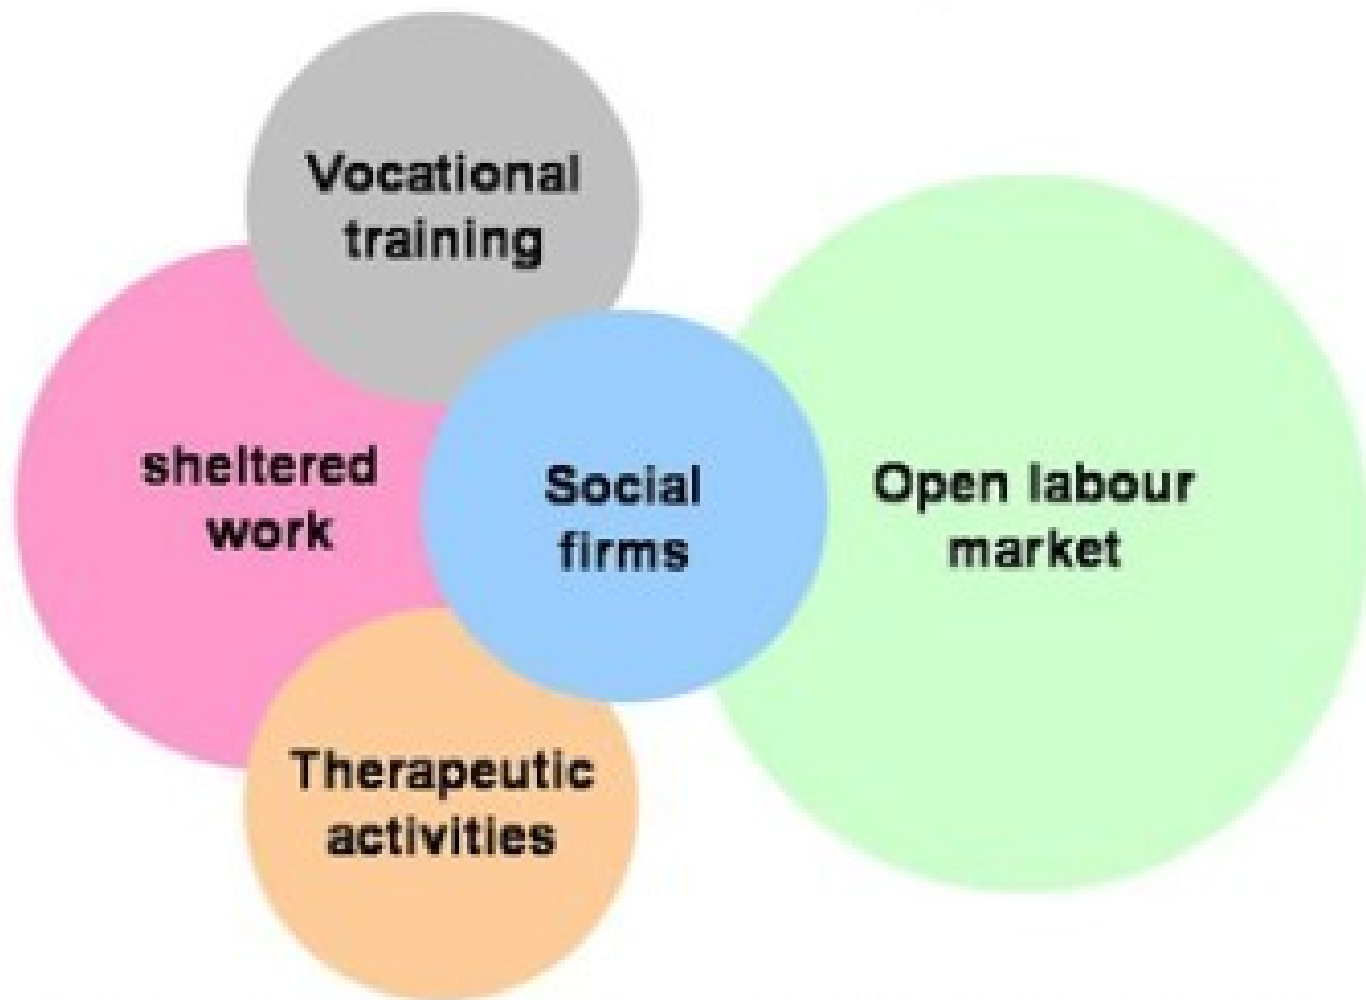 Vocational
training
sheltered
work
Social
firms
Open labour
market
Therapeutic
activities